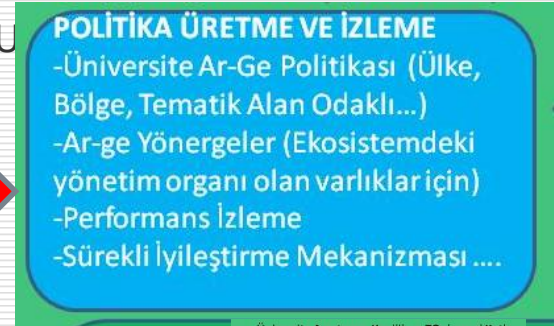 U
POLİTİKA ÜRETME VE İZLEME
-Üniversite Ar-Ge Politikası (Ülke,
Bölge, Tematik Alan Odaklı...)
-Ar-ge Yönergeler (Ekosistemdeki
yönetim organı olan varlıklar için)
-Performans İzleme
-Sürekli İyileştirme Mekanizması ....